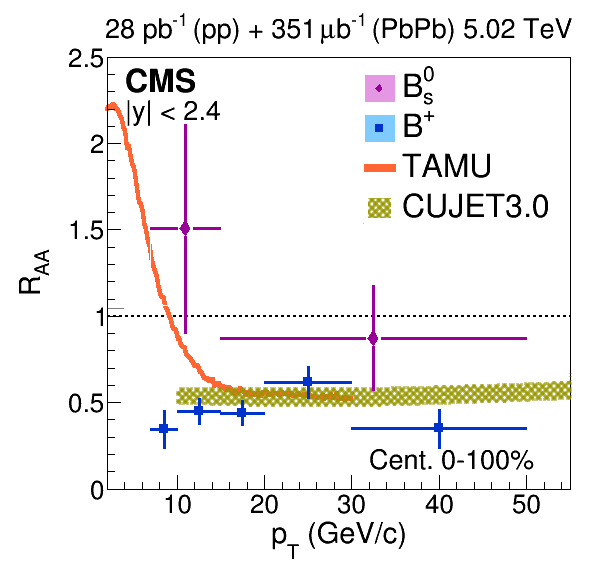 28 pb⁻¹ (pp) + 351 μb⁻¹ (PbPb) 5.02 TeV
CMS
|y| < 2.4
B⁰ₛ
B⁺
TAMU
CUJET3.0
2.5
2
1.5
1
0.5
0
R_AA
Cent. 0-100%
10 20 30 40 50
p_T (GeV/c)